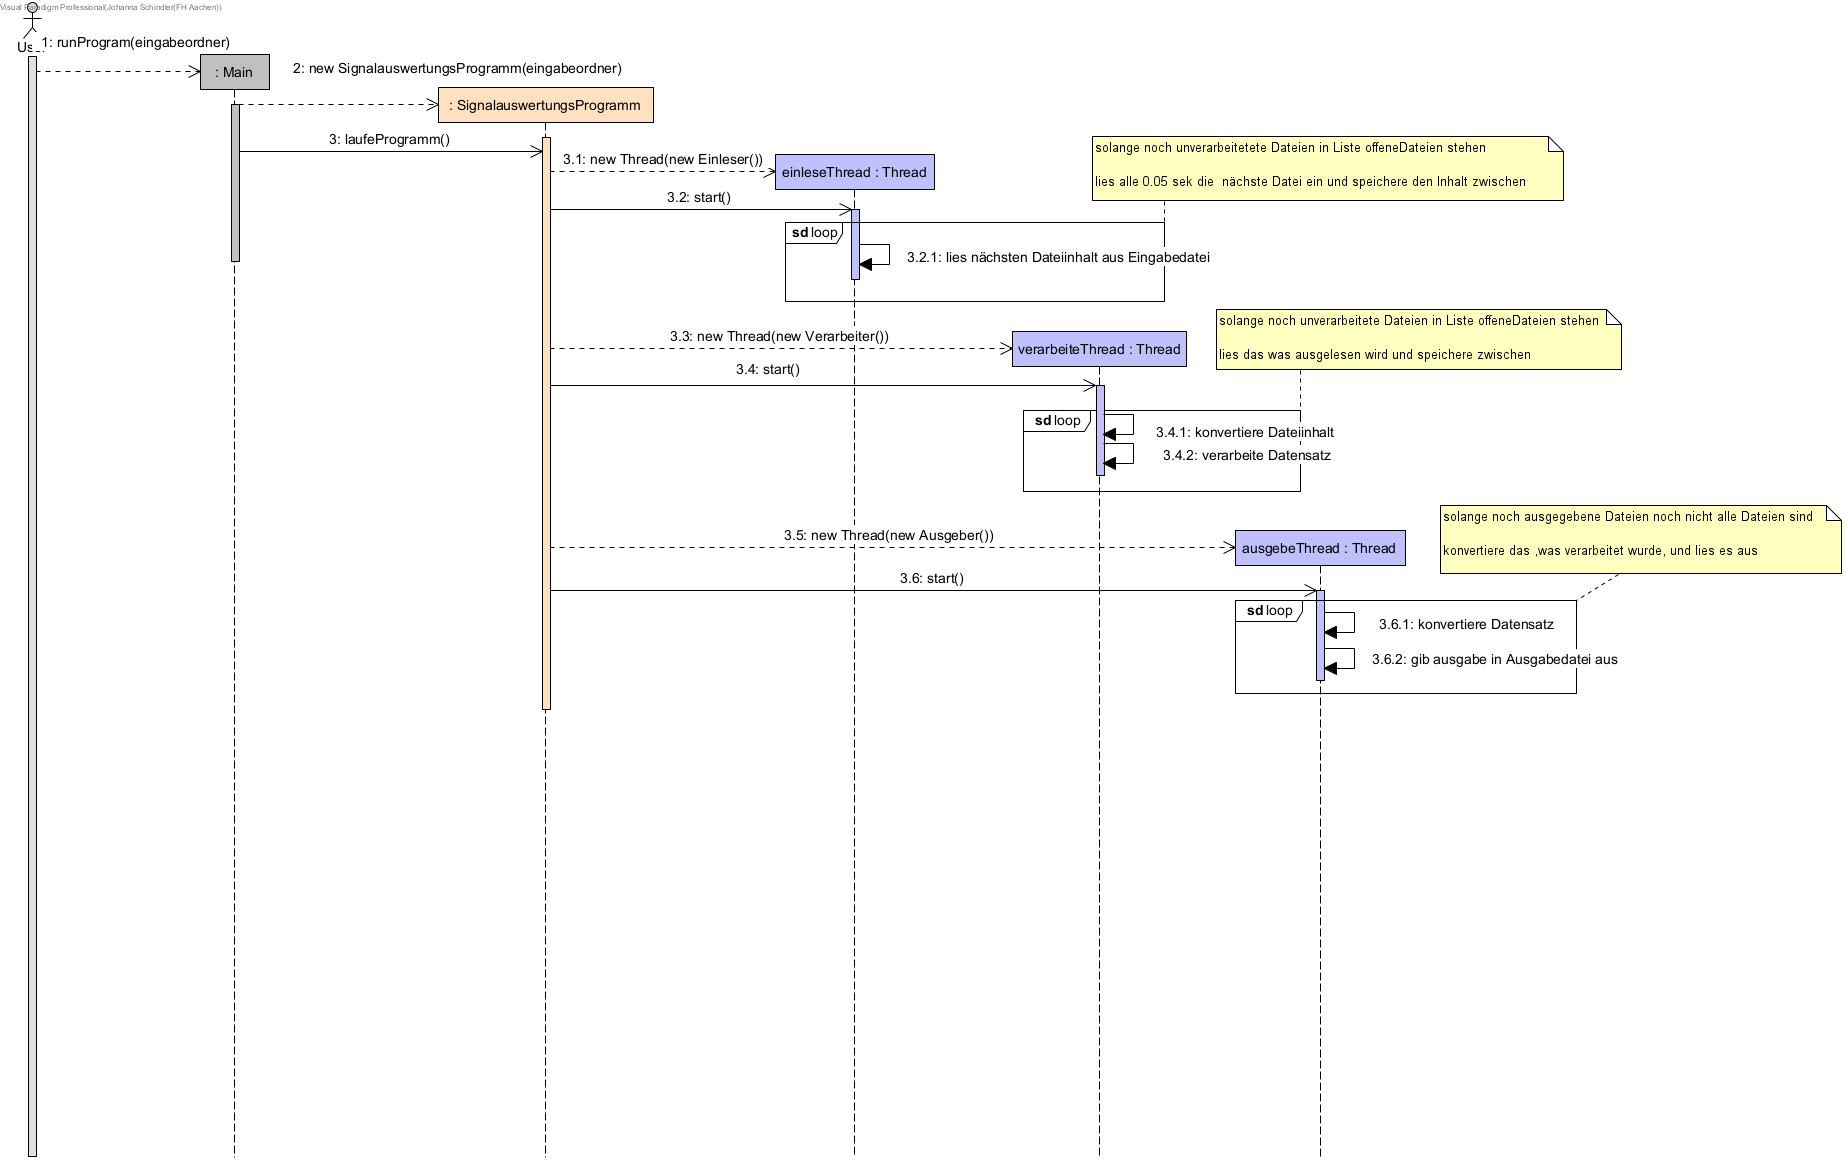 Visual Paradigm Professional(Johanna Schindler(FH Aachen))
1: runProgram(eingabeordner)
: Main
2: new SignalauswertungsProgramm(eingabeordner)
: SignalauswertungsProgramm
3: laufeProgramm()
3.1: new Thread(new Einleser())
einleseThread : Thread
solange noch unverarbeitetete Dateien in Liste offeneDateien stehen
lies alle 0.05 sek die nächste Datei ein und speichere den Inhalt zwischen
3.2: start()
sd loop
3.2.1: lies nächsten Dateiinhalt aus Eingabedatei
3.3: new Thread(new Verarbeiter())
verarbeiteThread : Thread
solange noch unverarbeitete Dateien in Liste offeneDateien stehen
lies das was ausgelesen wird und speichere zwischen
3.4: start()
sd loop
3.4.1: konvertiere Dateiinhalt
3.4.2: verarbeite Datensatz
3.5: new Thread(new Ausgeber())
ausgebeThread : Thread
solange noch ausgegebene Dateien noch nicht alle Dateien sind
konvertiere das ,was verarbeitet wurde, und lies es aus
3.6: start()
sd loop
3.6.1: konvertiere Datensatz
3.6.2: gib ausgabe in Ausgabedatei aus